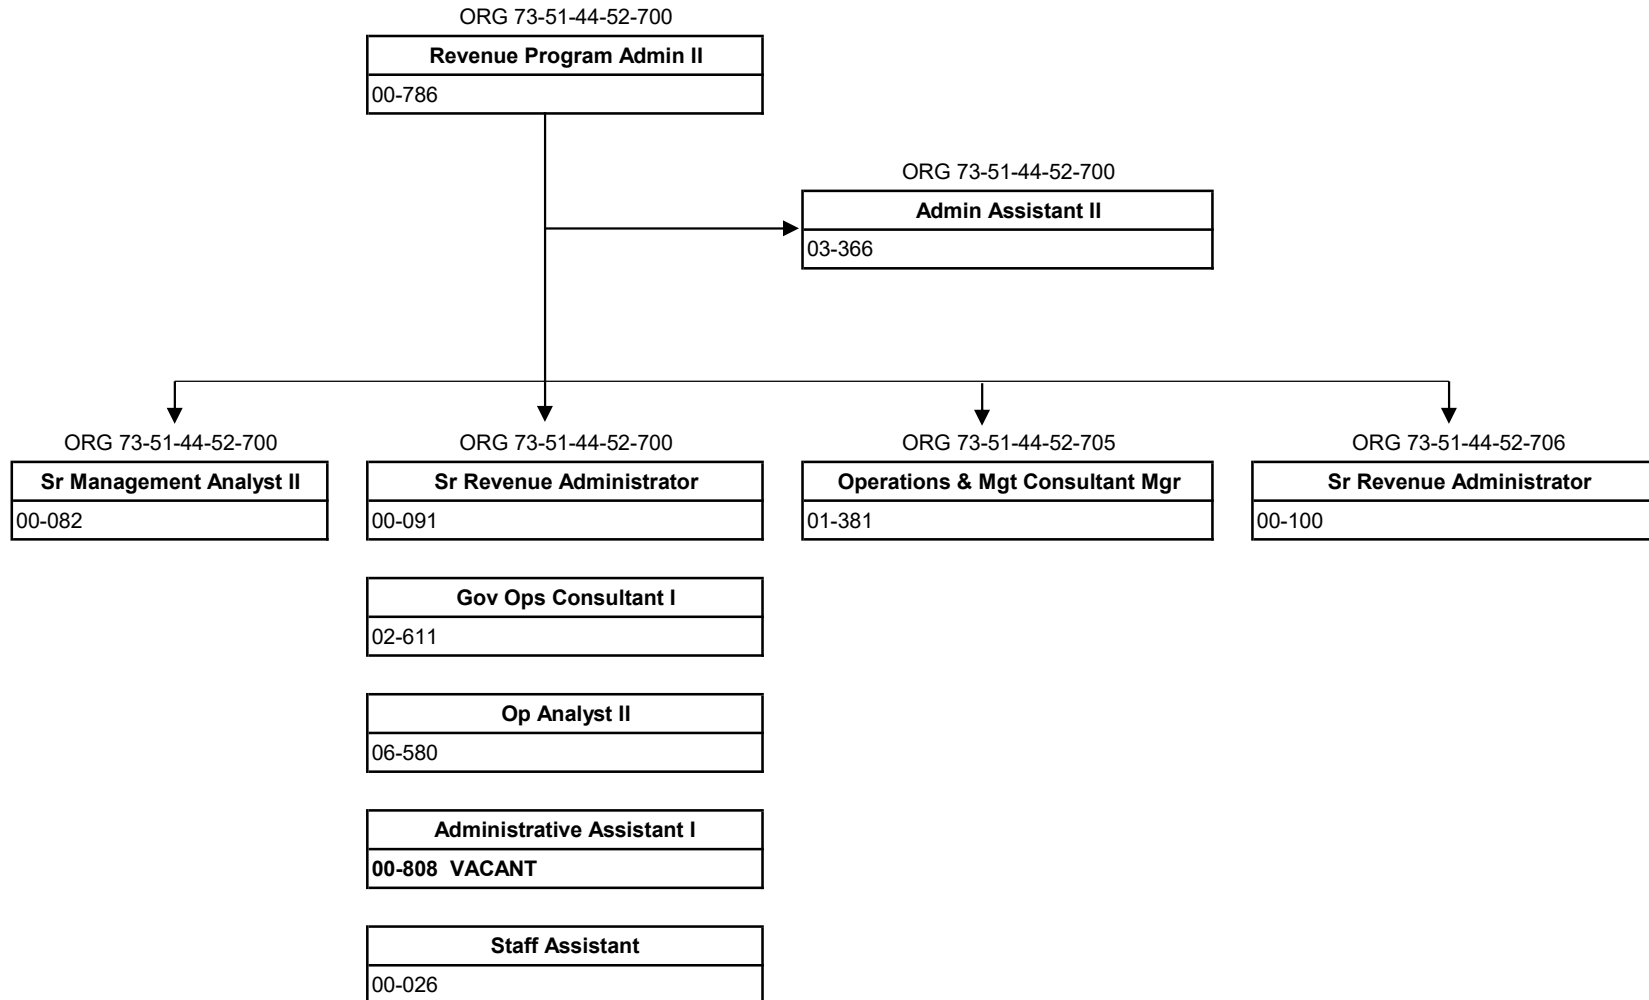 ORG 73-51-44-52-700
Revenue Program Admin II
00-786
ORG 73-51-44-52-700
Admin Assistant II
03-366
ORG 73-51-44-52-700
Sr Management Analyst II
00-082
ORG 73-51-44-52-700
Sr Revenue Administrator
00-091
Gov Ops Consultant I
02-611
Op Analyst II
06-580
Administrative Assistant I
00-808  VACANT
Staff Assistant
00-026
ORG 73-51-44-52-705
Operations & Mgt Consultant Mgr
01-381
ORG 73-51-44-52-706
Sr Revenue Administrator
00-100